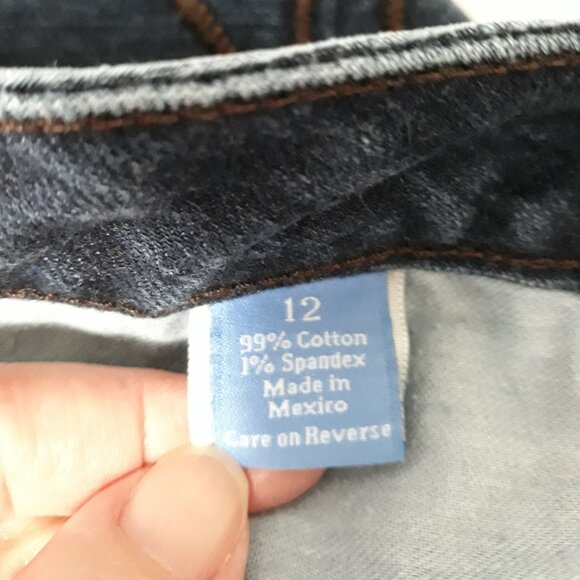 12
99% Cotton
1% Spandex
Made in
Mexico
Care on Reverse